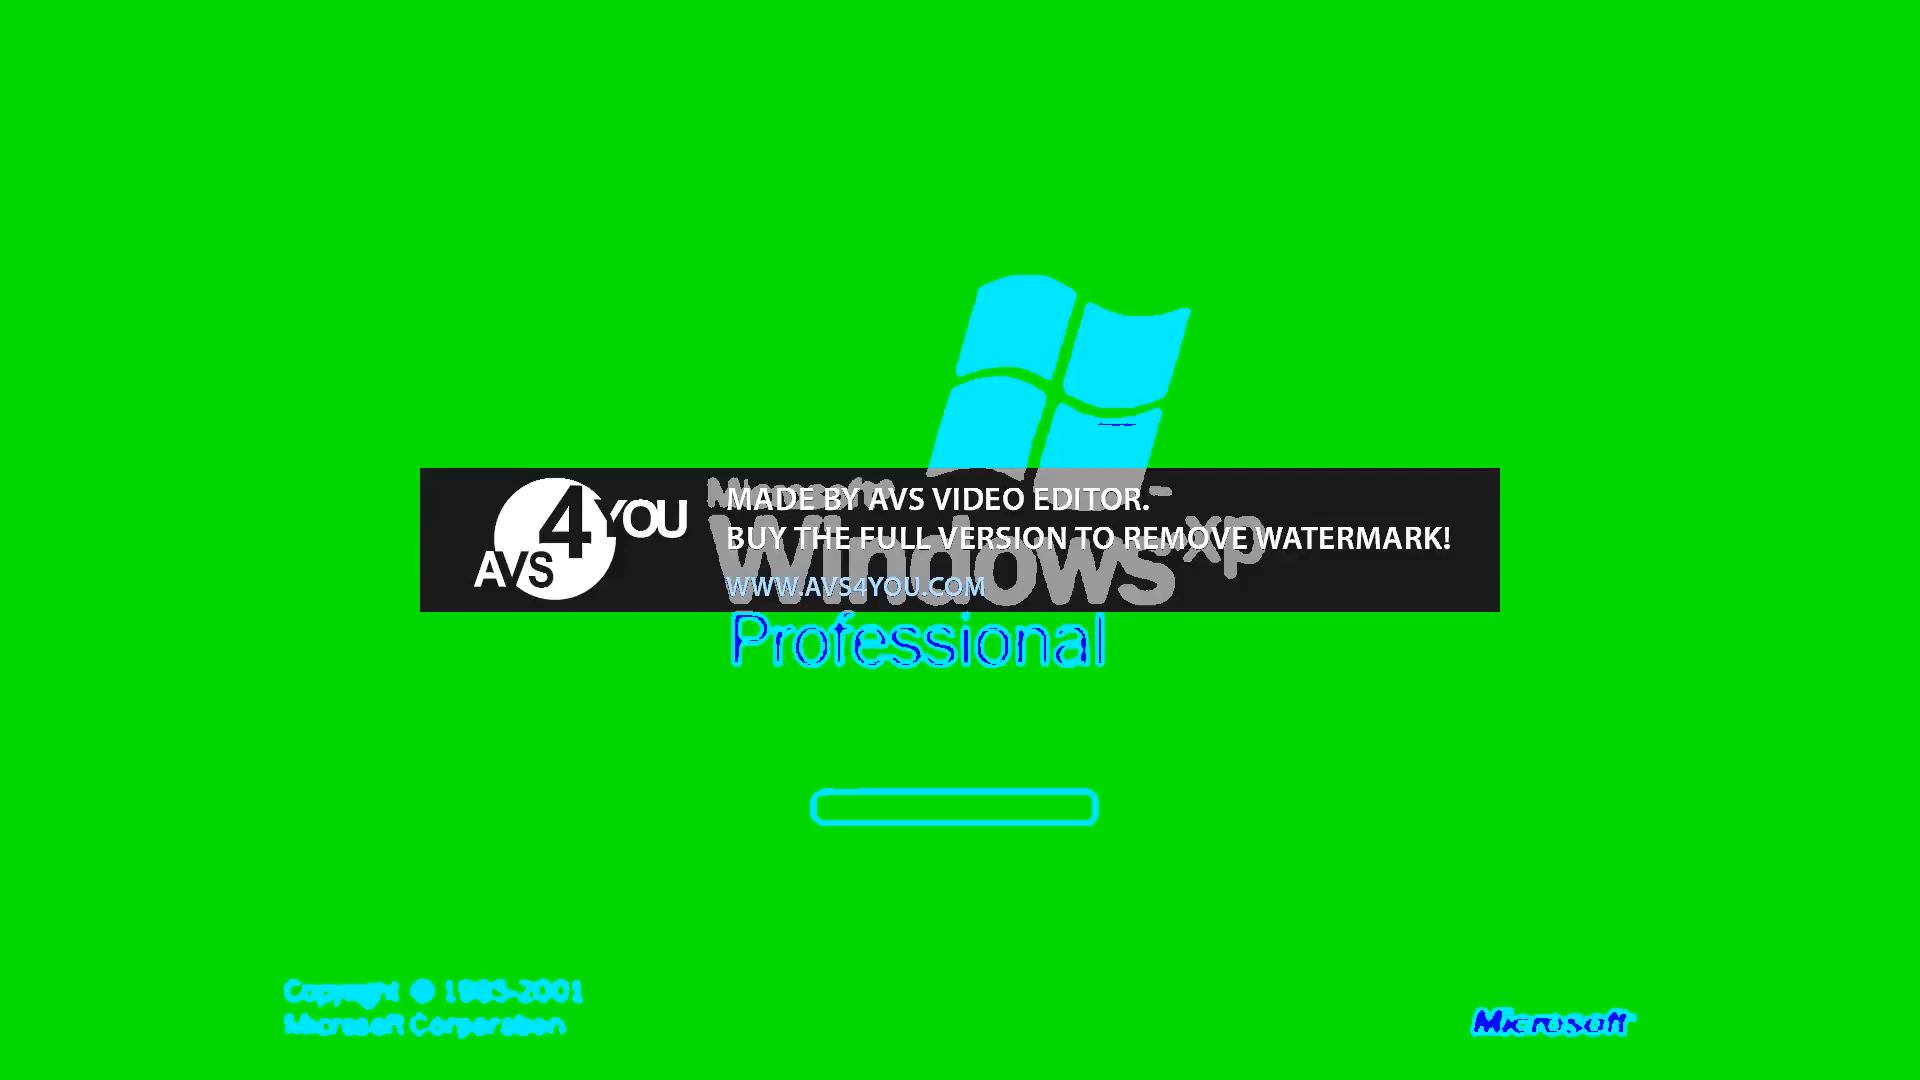 Microsoft
Windows xp
Professional
AVS4YOU
MADE BY AVS VIDEO EDITOR.
BUY THE FULL VERSION TO REMOVE WATERMARK!
WWW.AVS4YOU.COM
Copyright © 1985-2001
Microsoft Corporation
Microsoft